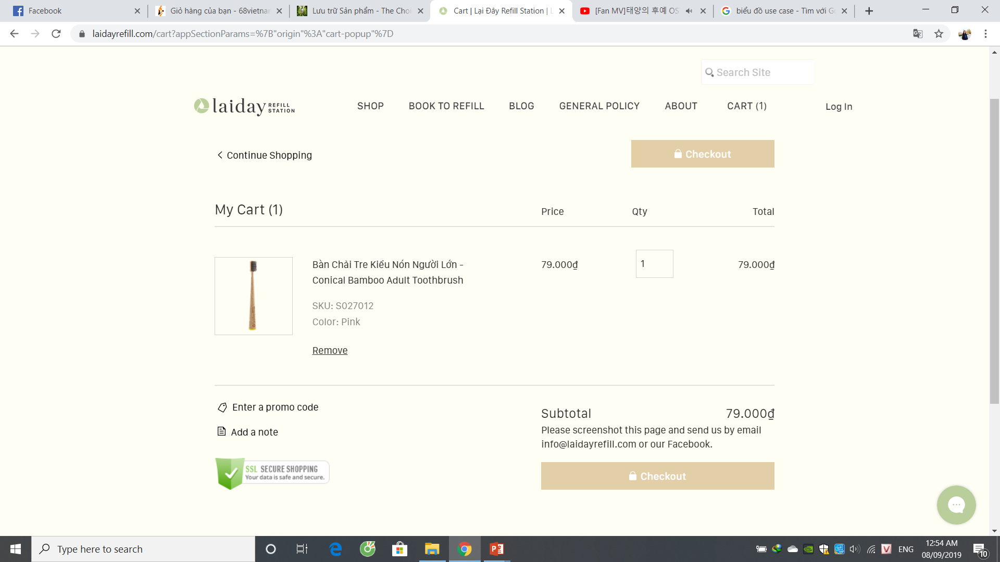 Facebook
Giỏ hàng của bạn - 68vietnar
Lưu trữ Sản phẩm - The Choi
Cart | Lại Đây Refill Station | L
[Fan MV]태양의 후예 OS
biểu đồ use case - Tìm với Go
laidayrefill.com/cart?appSectionParams=%7B"origin"%3A"cart-popup"%7D
Search Site
laiday REFILL STATION
SHOP
BOOK TO REFILL
BLOG
GENERAL POLICY
ABOUT
CART (1)
Log In
Continue Shopping
Checkout
My Cart (1)
Price
Qty
Total
Bàn Chải Tre Kiểu Nón Người Lớn -
Conical Bamboo Adult Toothbrush
79.000₫
1
79.000₫
SKU: S027012
Color: Pink
Remove
Enter a promo code
Add a note
Subtotal
79.000₫
Please screenshot this page and send us by email
info@laidayrefill.com or our Facebook.
SSL SECURE SHOPPING
Your data is safe and secure.
Checkout
Type here to search
ENG
12:54 AM
08/09/2019
10